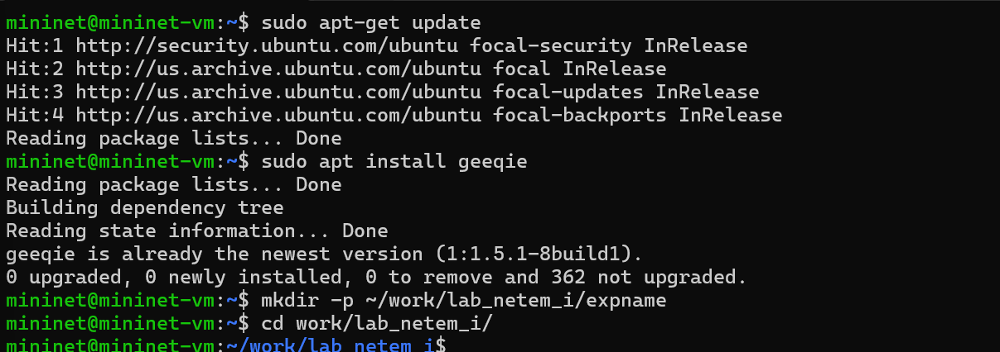 mininet@mininet-vm:~$ sudo apt-get update
Hit:1 http://security.ubuntu.com/ubuntu focal-security InRelease
Hit:2 http://us.archive.ubuntu.com/ubuntu focal InRelease
Hit:3 http://us.archive.ubuntu.com/ubuntu focal-updates InRelease
Hit:4 http://us.archive.ubuntu.com/ubuntu focal-backports InRelease
Reading package lists... Done
mininet@mininet-vm:~$ sudo apt install geeqie
Reading package lists... Done
Building dependency tree
Reading state information... Done
geeqie is already the newest version (1:1.5.1-8build1).
0 upgraded, 0 newly installed, 0 to remove and 362 not upgraded.
mininet@mininet-vm:~$ mkdir -p ~/work/lab_netem_i/expname
mininet@mininet-vm:~$ cd work/lab_netem_i/
mininet@mininet-vm:~/work/lab_netem_i$